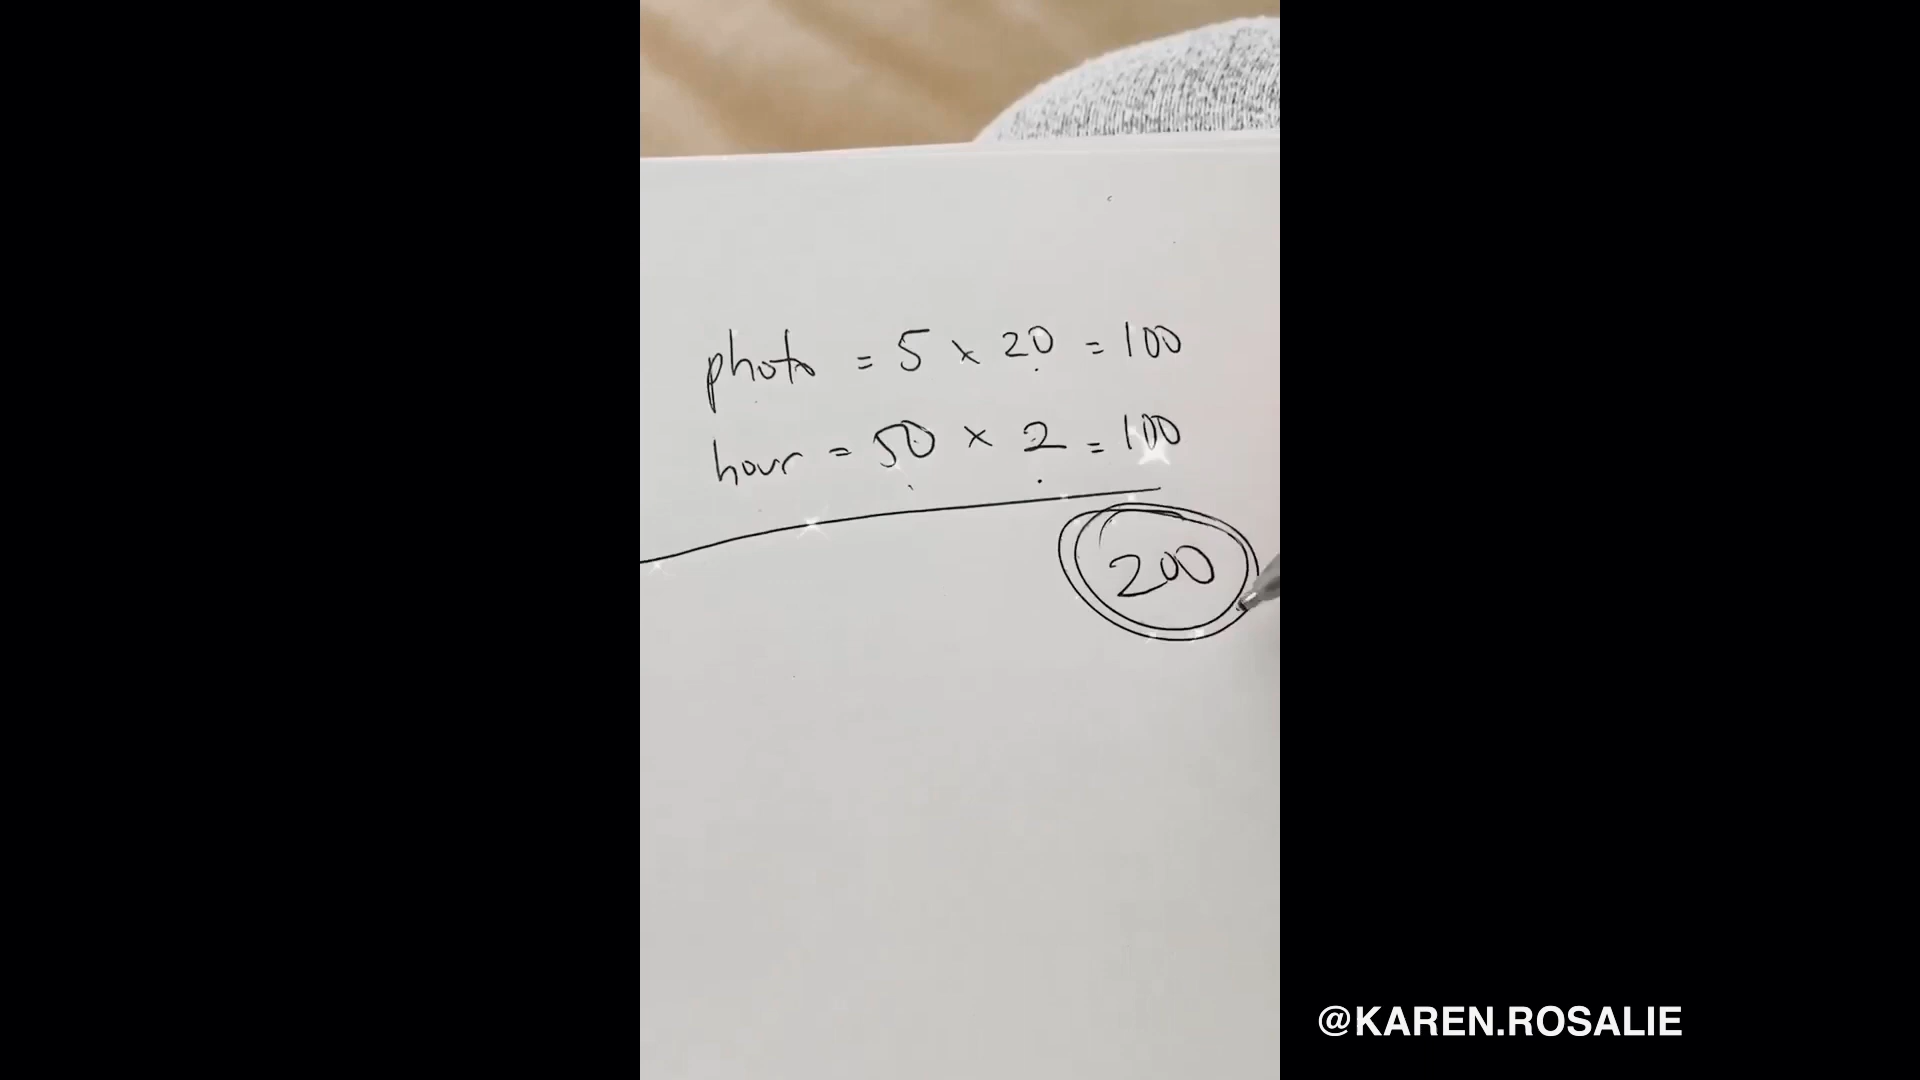 photo = 5 x 20 = 100
hour = 50 x 2 = 100
200
@KAREN.ROSALIE